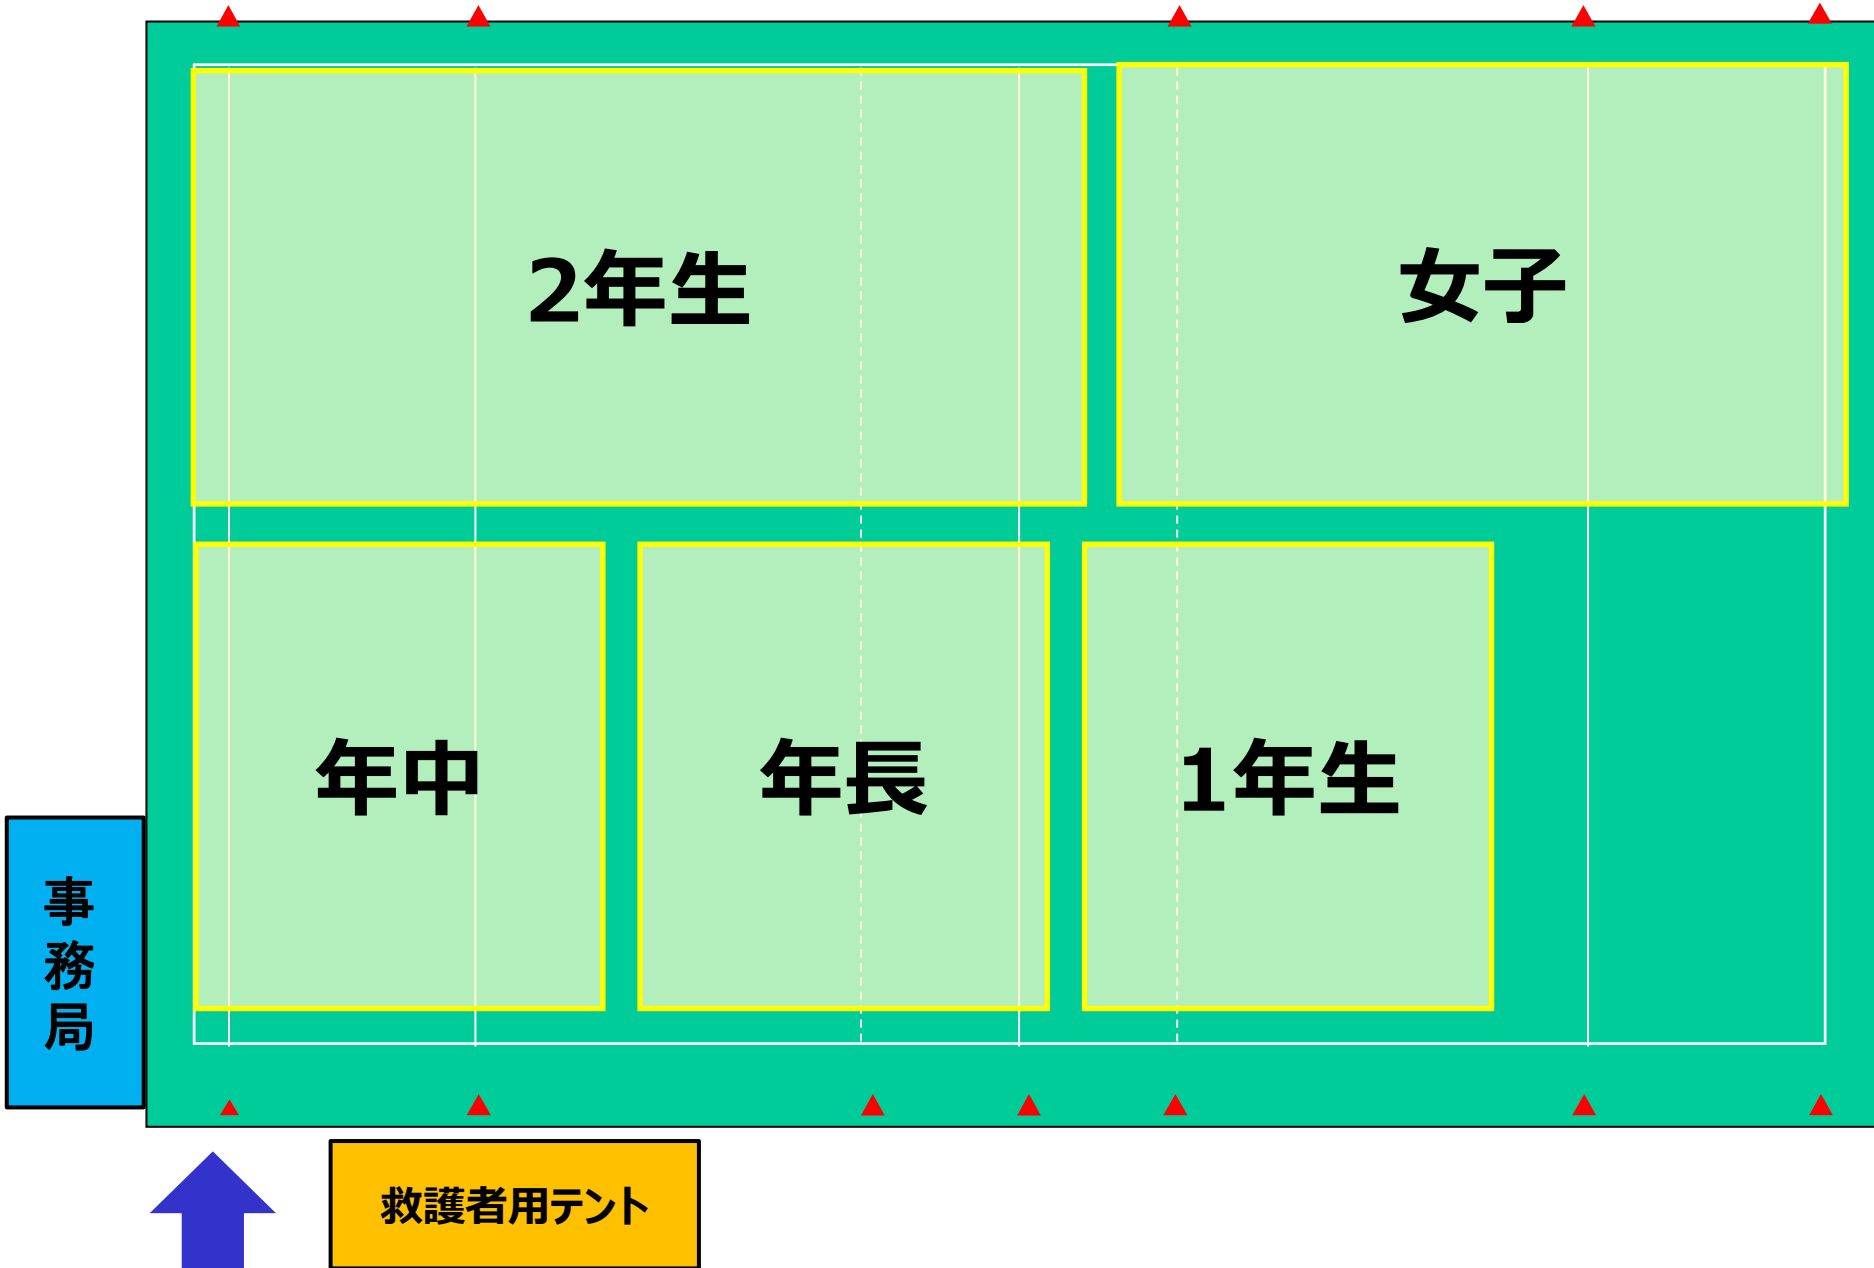 2年生
女子
年中
年長
1年生
事務局
救護者用テント